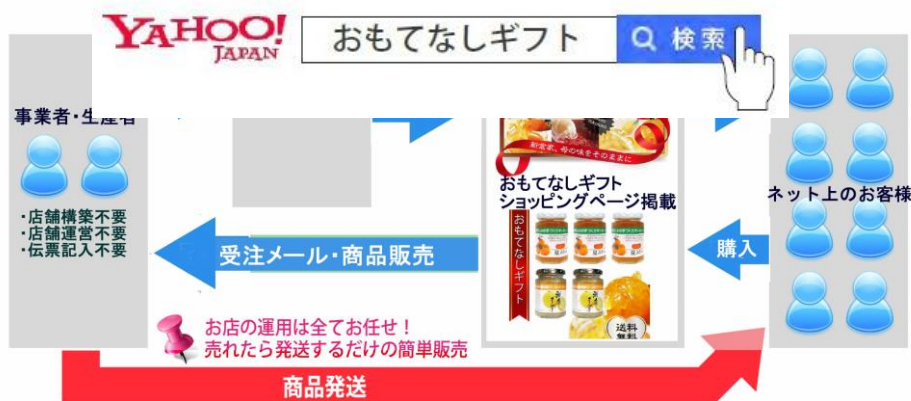 YAHOO!
JAPAN
おもてなしギフト
検索
事業者・生産者
・店舗構築不要
・店舗運営不要
・伝票記入不要
おもてなしギフト
ショッピングページ掲載
おもてなしギフト
送料
無料
ネット上のお客様
購入
受注メール・商品販売
お店の運用は全てお任せ！
売れたら発送するだけの簡単販売
商品発送